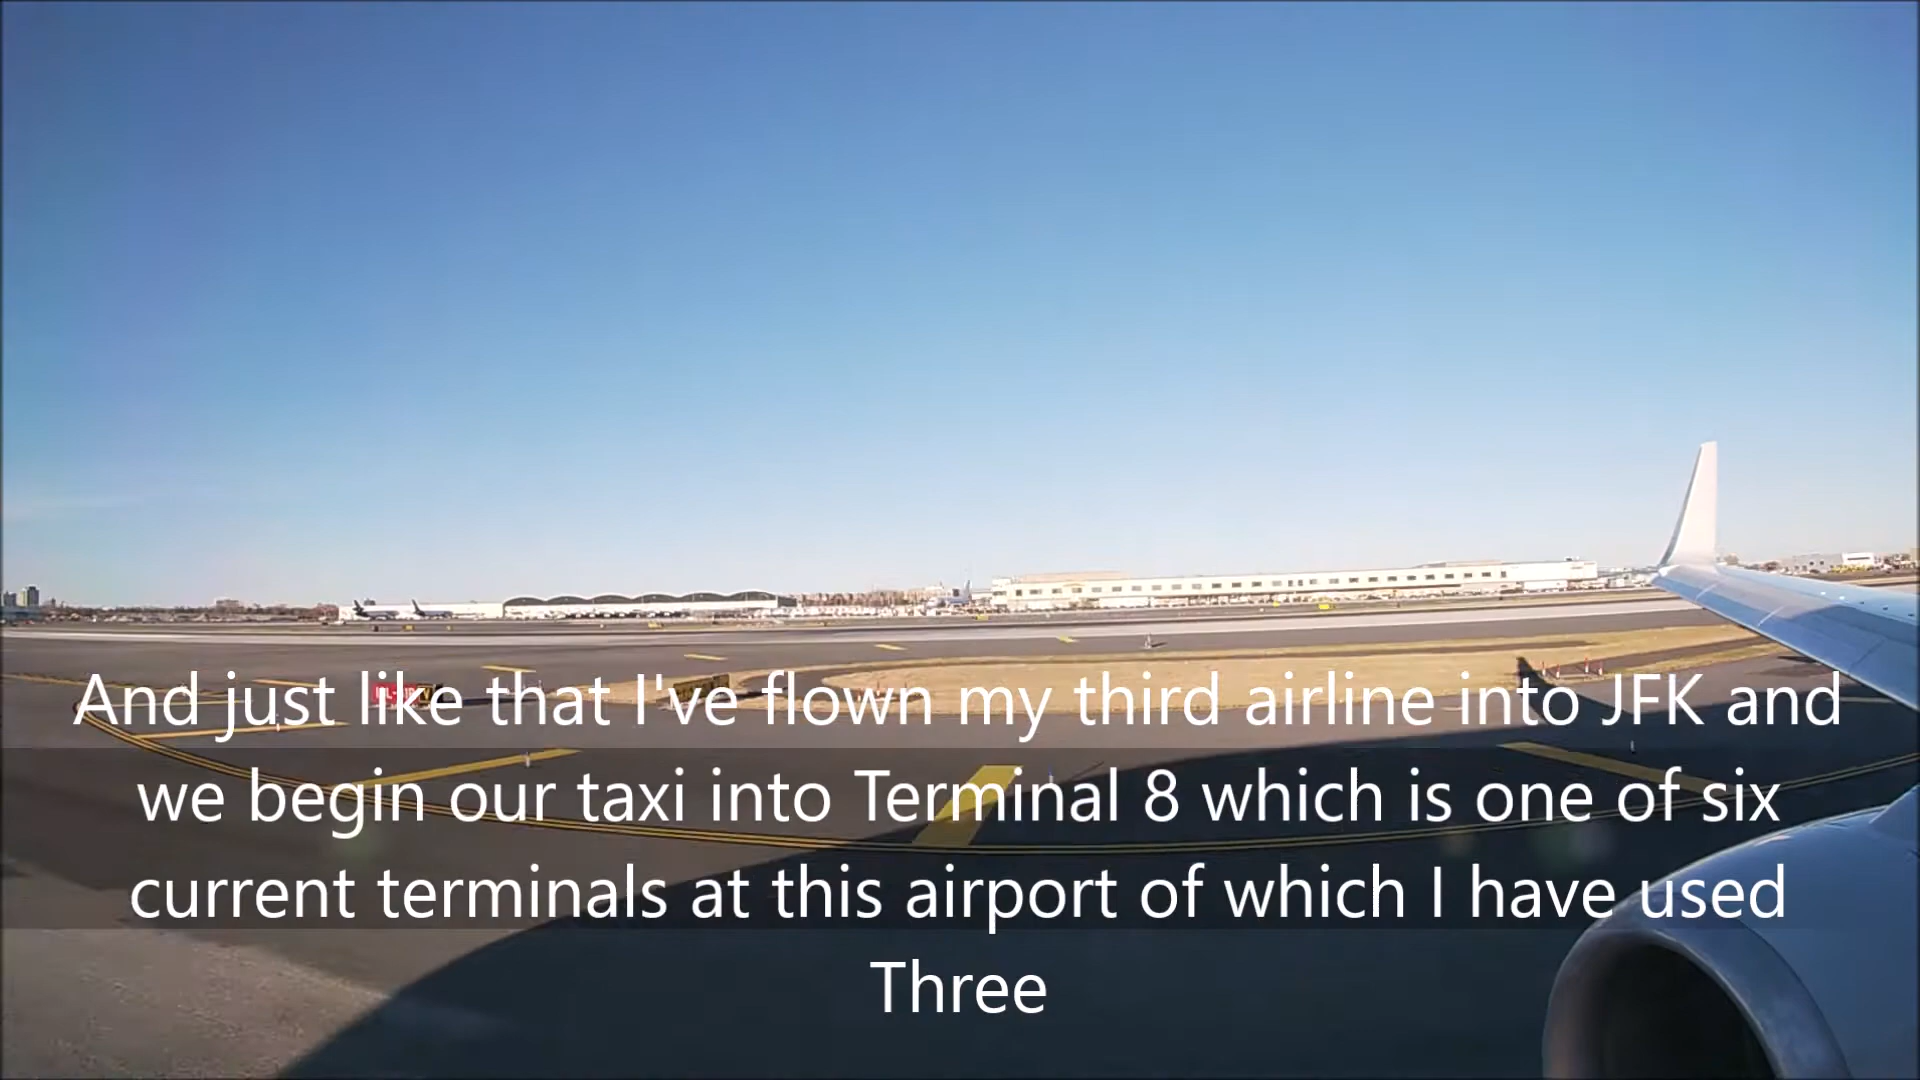 And just like that I've flown my third airline into JFK and
we begin our taxi into Terminal 8 which is one of six
current terminals at this airport of which I have used
Three